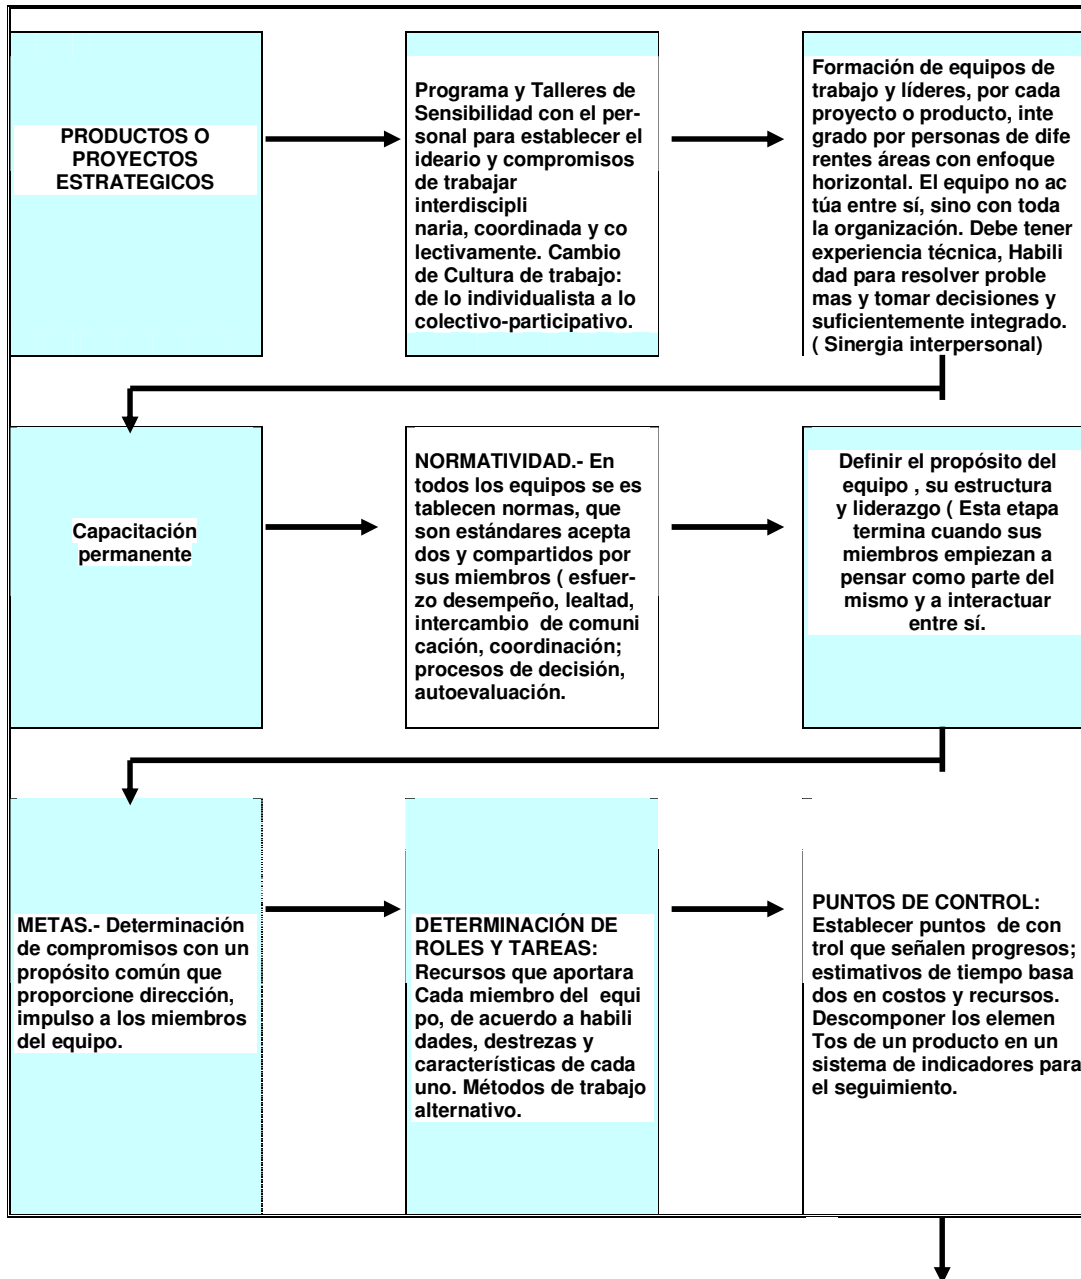 PRODUCTOS O
PROYECTOS
ESTRATEGICOS
Programa y Talleres de
Sensibilidad con el per-
sonal para establecer el
ideario y compromisos
de trabajar
interdiscipli
naria, coordinada y co
lectivamente. Cambio
de Cultura de trabajo:
de lo individualista a lo
colectivo-participativo.
Formación de equipos de
trabajo y líderes, por cada
proyecto o producto, inte
grado por personas de dife
rentes áreas con enfoque
horizontal. El equipo no ac
túa entre sí, sino con toda
la organización. Debe tener
experiencia técnica, Habili
dad para resolver proble
mas y tomar decisiones y
suficientemente integrado.
( Sinergia interpersonal)
Capacitación
permanente
NORMATIVIDAD.- En
todos los equipos se es
tablecen normas, que
son estándares acepta
dos y compartidos por
sus miembros ( esfuer-
zo desempeño, lealtad,
intercambio de comuni
cación, coordinación;
procesos de decisión,
autoevaluación.
Definir el propósito del
equipo , su estructura
y liderazgo ( Esta etapa
termina cuando sus
miembros empiezan a
pensar como parte del
mismo y a interactuar
entre sí.
METAS.- Determinación
de compromisos con un
propósito común que
proporcione dirección,
impulso a los miembros
del equipo.
DETERMINACIÓN DE
ROLES Y TAREAS:
Recursos que aportara
Cada miembro del equi
po, de acuerdo a habili
dades, destrezas y
características de cada
uno. Métodos de trabajo
alternativo.
PUNTOS DE CONTROL:
Establecer puntos de con
trol que señalen progresos;
estimativos de tiempo basa
dos en costos y recursos.
Descomponer los elemen
Tos de un producto en un
sistema de indicadores para
el seguimiento.